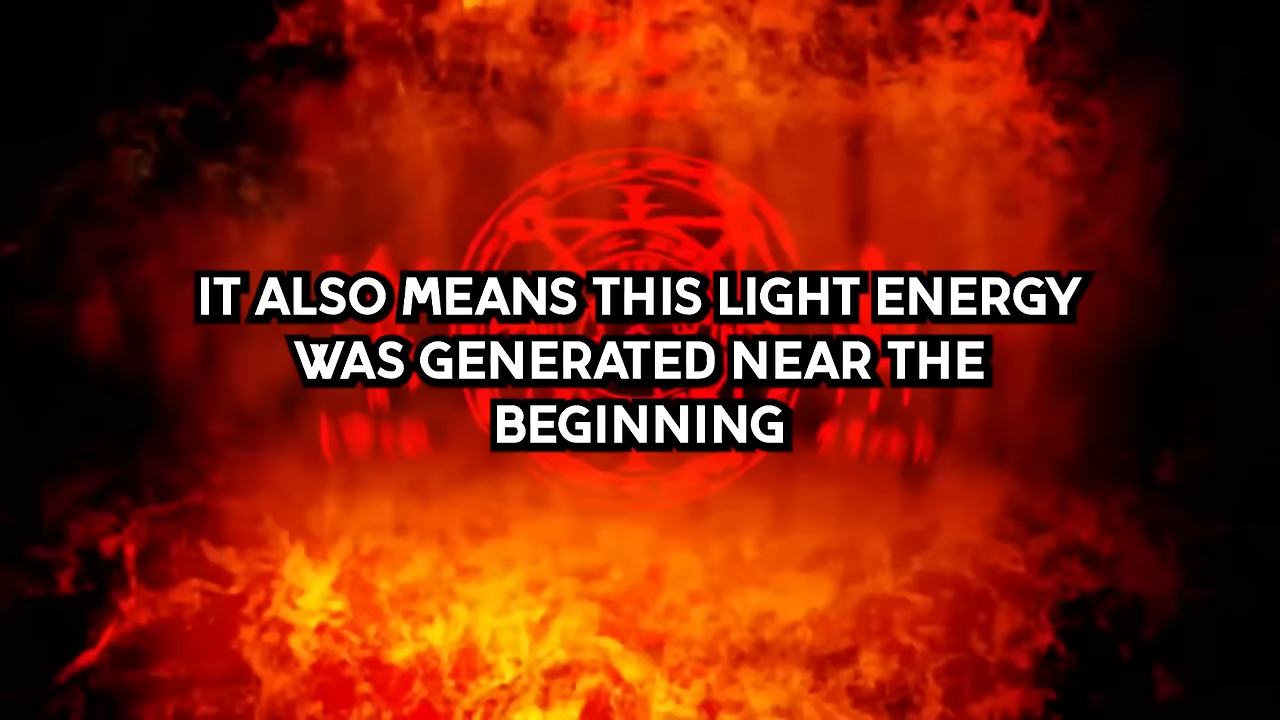 IT ALSO MEANS THIS LIGHT ENERGY
WAS GENERATED NEAR THE
BEGINNING